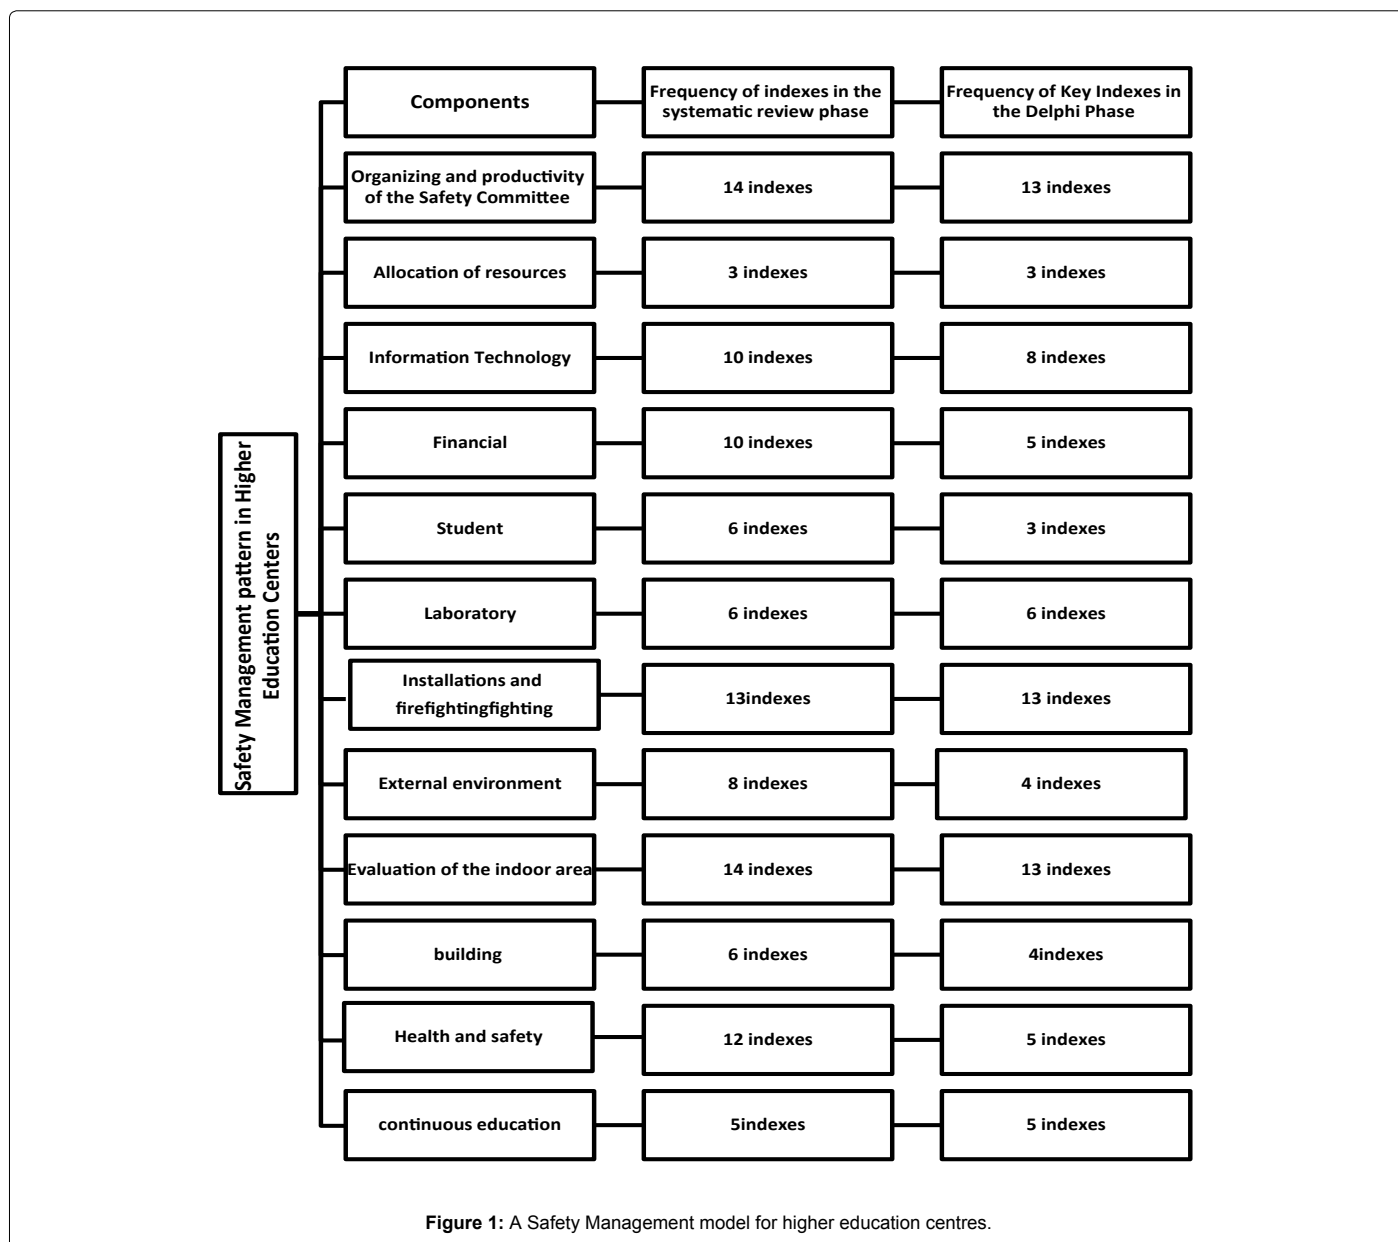 Safety Management pattern in Higher
Education Centers
Components
Frequency of indexes in the
systematic review phase
Frequency of Key Indexes in
the Delphi Phase
Organizing and productivity
of the Safety Committee
14 indexes
13 indexes
Allocation of resources
3 indexes
3 indexes
Information Technology
10 indexes
8 indexes
Financial
10 indexes
5 indexes
Student
6 indexes
3 indexes
Laboratory
6 indexes
6 indexes
Installations and
firefightingfighting
13indexes
13 indexes
External environment
8 indexes
4 indexes
Evaluation of the indoor area
14 indexes
13 indexes
building
6 indexes
4indexes
Health and safety
12 indexes
5 indexes
continuous education
5indexes
5 indexes
Figure 1: A Safety Management model for higher education centres.